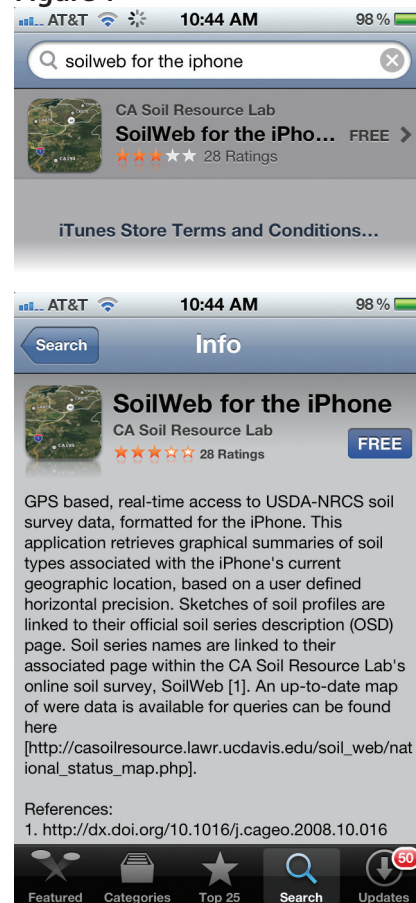 AT&T 10:44 AM 98%
soilweb for the iphone
CA Soil Resource Lab
SoilWeb for the iPho... FREE
28 Ratings
iTunes Store Terms and Conditions...
AT&T 10:44 AM 98%
Search Info
SoilWeb for the iPhone
CA Soil Resource Lab
28 Ratings FREE
GPS based, real-time access to USDA-NRCS soil
survey data, formatted for the iPhone. This
application retrieves graphical summaries of soil
types associated with the iPhone's current
geographic location, based on a user defined
horizontal precision. Sketches of soil profiles are
linked to their official soil series description (OSD)
page. Soil series names are linked to their
associated page within the CA Soil Resource Lab's
online soil survey, SoilWeb [1]. An up-to-date map
of were data is available for queries can be found
here
[http://casoilresource.lawr.ucdavis.edu/soil_web/nat
ional_status_map.php].
References:
1. http://dx.doi.org/10.1016/j.cageo.2008.10.016
50
Featured Categories Top 25 Search Updates